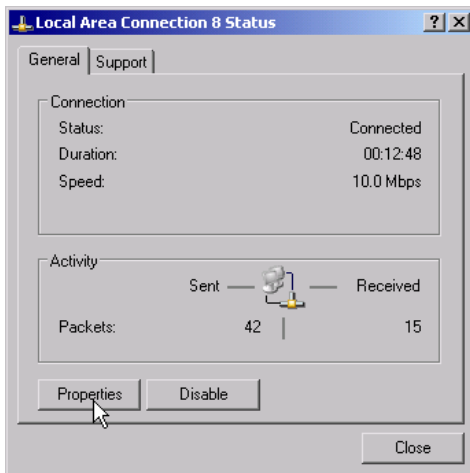 Local Area Connection 8 Status
General Support
Connection
Status: Connected
Duration: 00:12:48
Speed: 10.0 Mbps
Activity
Sent Received
Packets: 42 15
Properties Disable
Close